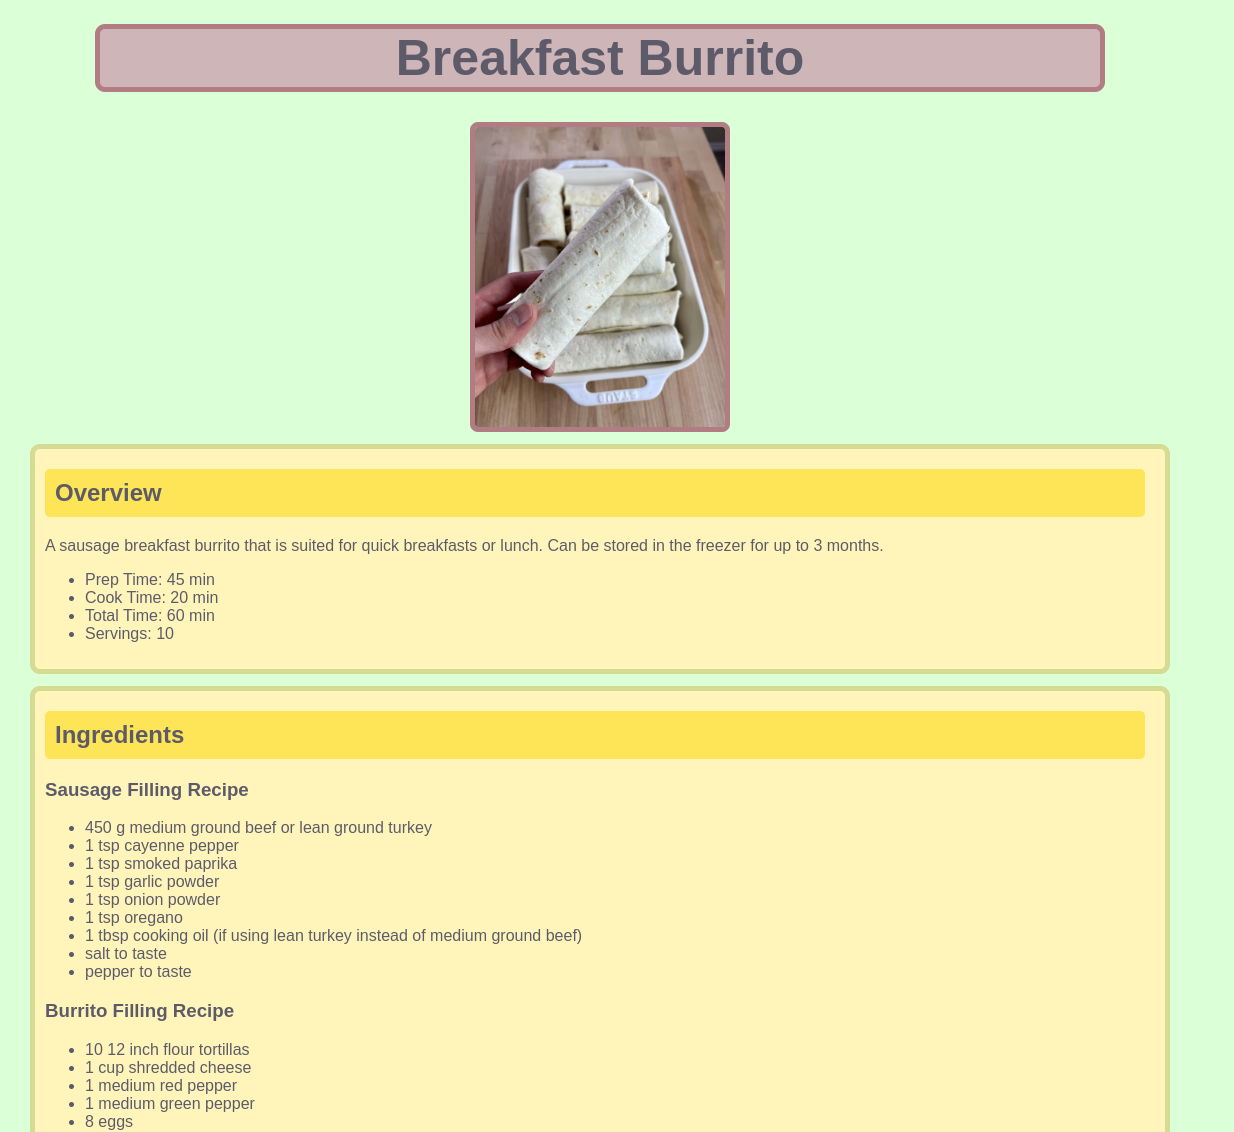 Breakfast Burrito
STAUB
Overview
A sausage breakfast burrito that is suited for quick breakfasts or lunch. Can be stored in the freezer for up to 3 months.
Prep Time: 45 min
Cook Time: 20 min
Total Time: 60 min
Servings: 10
Ingredients
Sausage Filling Recipe
450 g medium ground beef or lean ground turkey
1 tsp cayenne pepper
1 tsp smoked paprika
1 tsp garlic powder
1 tsp onion powder
1 tsp oregano
1 tbsp cooking oil (if using lean turkey instead of medium ground beef)
salt to taste
pepper to taste
Burrito Filling Recipe
10 12 inch flour tortillas
1 cup shredded cheese
1 medium red pepper
1 medium green pepper
8 eggs